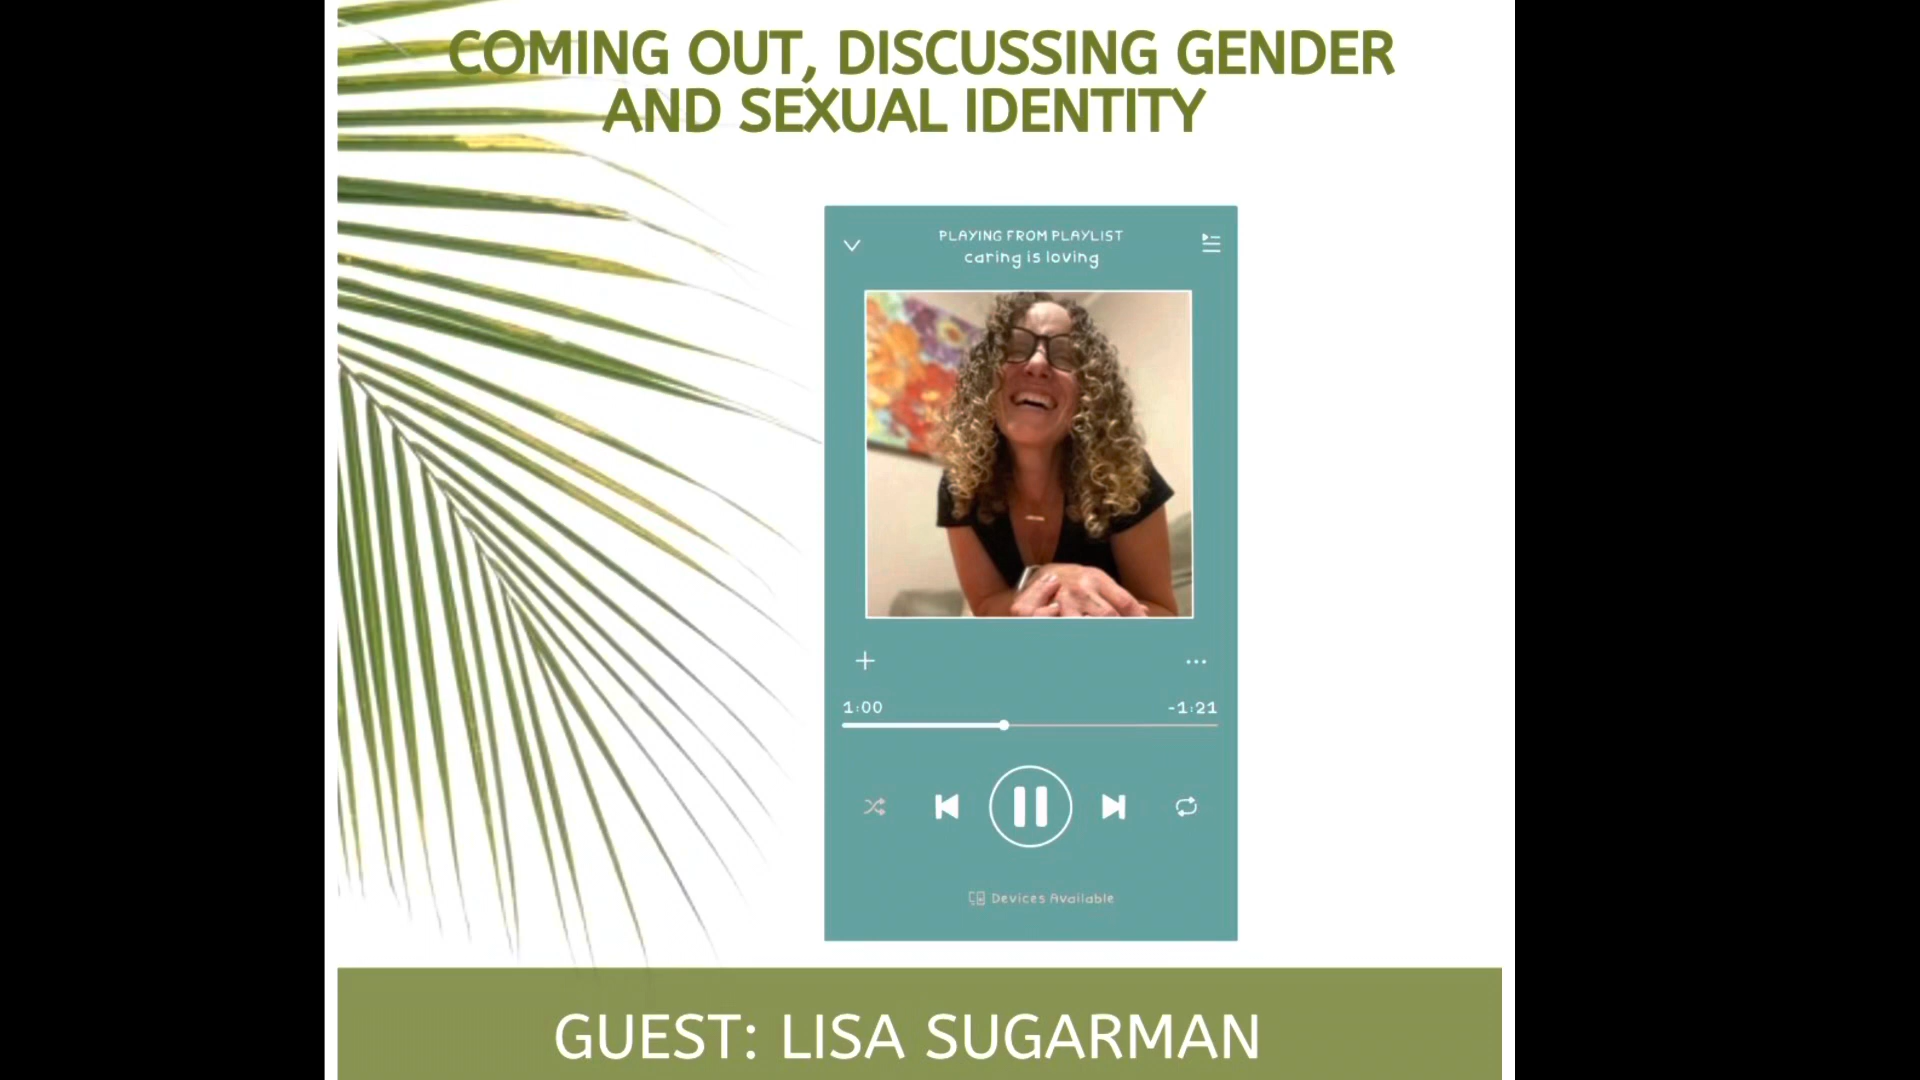 COMING OUT, DISCUSSING GENDER
AND SEXUAL IDENTITY
PLAYING FROM PLAYLIST
caring is loving
1:00
-1:21
Devices Available
GUEST: LISA SUGARMAN